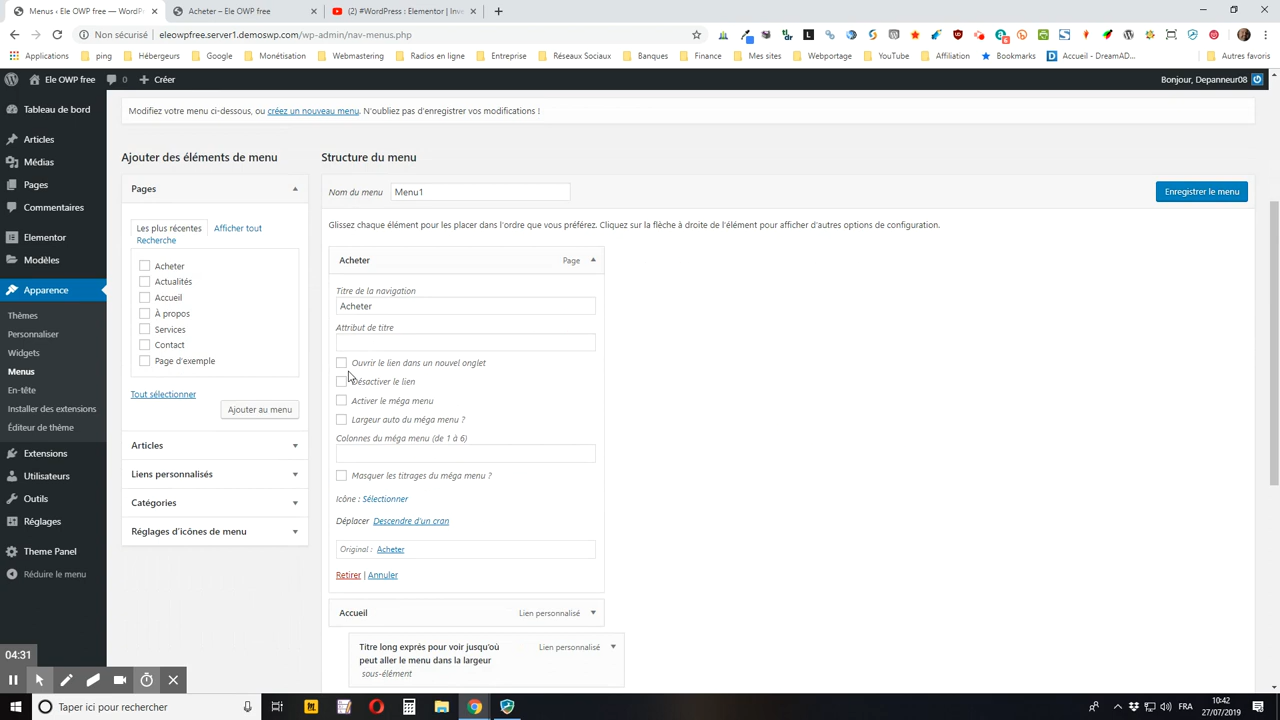 Menus ‹ Ele OWP free — WordPr
Acheter – Ele OWP free
(2) #WordPress : Elementor | Inv
Non sécurisé
eleowpfree.server1.demoswp.com/wp-admin/nav-menus.php
Applications
ping
Hébergeurs
Google
Monétisation
Webmastering
Radios en ligne
Entreprise
Réseaux Sociaux
Banques
Finance
Mes sites
Webportage
YouTube
Affiliation
Bookmarks
Accueil - DreamAD...
Autres favoris
Ele OWP free
0
Créer
Bonjour, Depanneur08
Tableau de bord
Articles
Médias
Pages
Commentaires
Elementor
Modèles
Apparence
Thèmes
Personnaliser
Widgets
Menus
En-tête
Installer des extensions
Éditeur de thème
Extensions
Utilisateurs
Outils
Réglages
Theme Panel
Réduire le menu
Modifiez votre menu ci-dessous, ou créez un nouveau menu. N'oubliez pas d'enregistrer vos modifications !
Ajouter des éléments de menu
Pages
Les plus récentes
Afficher tout
Recherche
Acheter
Actualités
Accueil
À propos
Services
Contact
Page d'exemple
Tout sélectionner
Ajouter au menu
Articles
Liens personnalisés
Catégories
Réglages d'icônes de menu
Structure du menu
Nom du menu
Menu1
Enregistrer le menu
Glissez chaque élément pour les placer dans l'ordre que vous préférez. Cliquez sur la flèche à droite de l'élément pour afficher d'autres options de configuration.
Acheter
Page
Titre de la navigation
Acheter
Attribut de titre
Ouvrir le lien dans un nouvel onglet
Désactiver le lien
Activer le méga menu
Largeur auto du méga menu ?
Colonnes du méga menu (de 1 à 6)
Masquer les titrages du méga menu ?
Icône : Sélectionner
Déplacer Descendre d'un cran
Original : Acheter
Retirer | Annuler
Accueil
Lien personnalisé
Titre long exprés pour voir jusqu'où
peut aller le menu dans la largeur
sous-élément
Lien personnalisé
04:31
Taper ici pour rechercher
FRA
10:42
27/07/2019